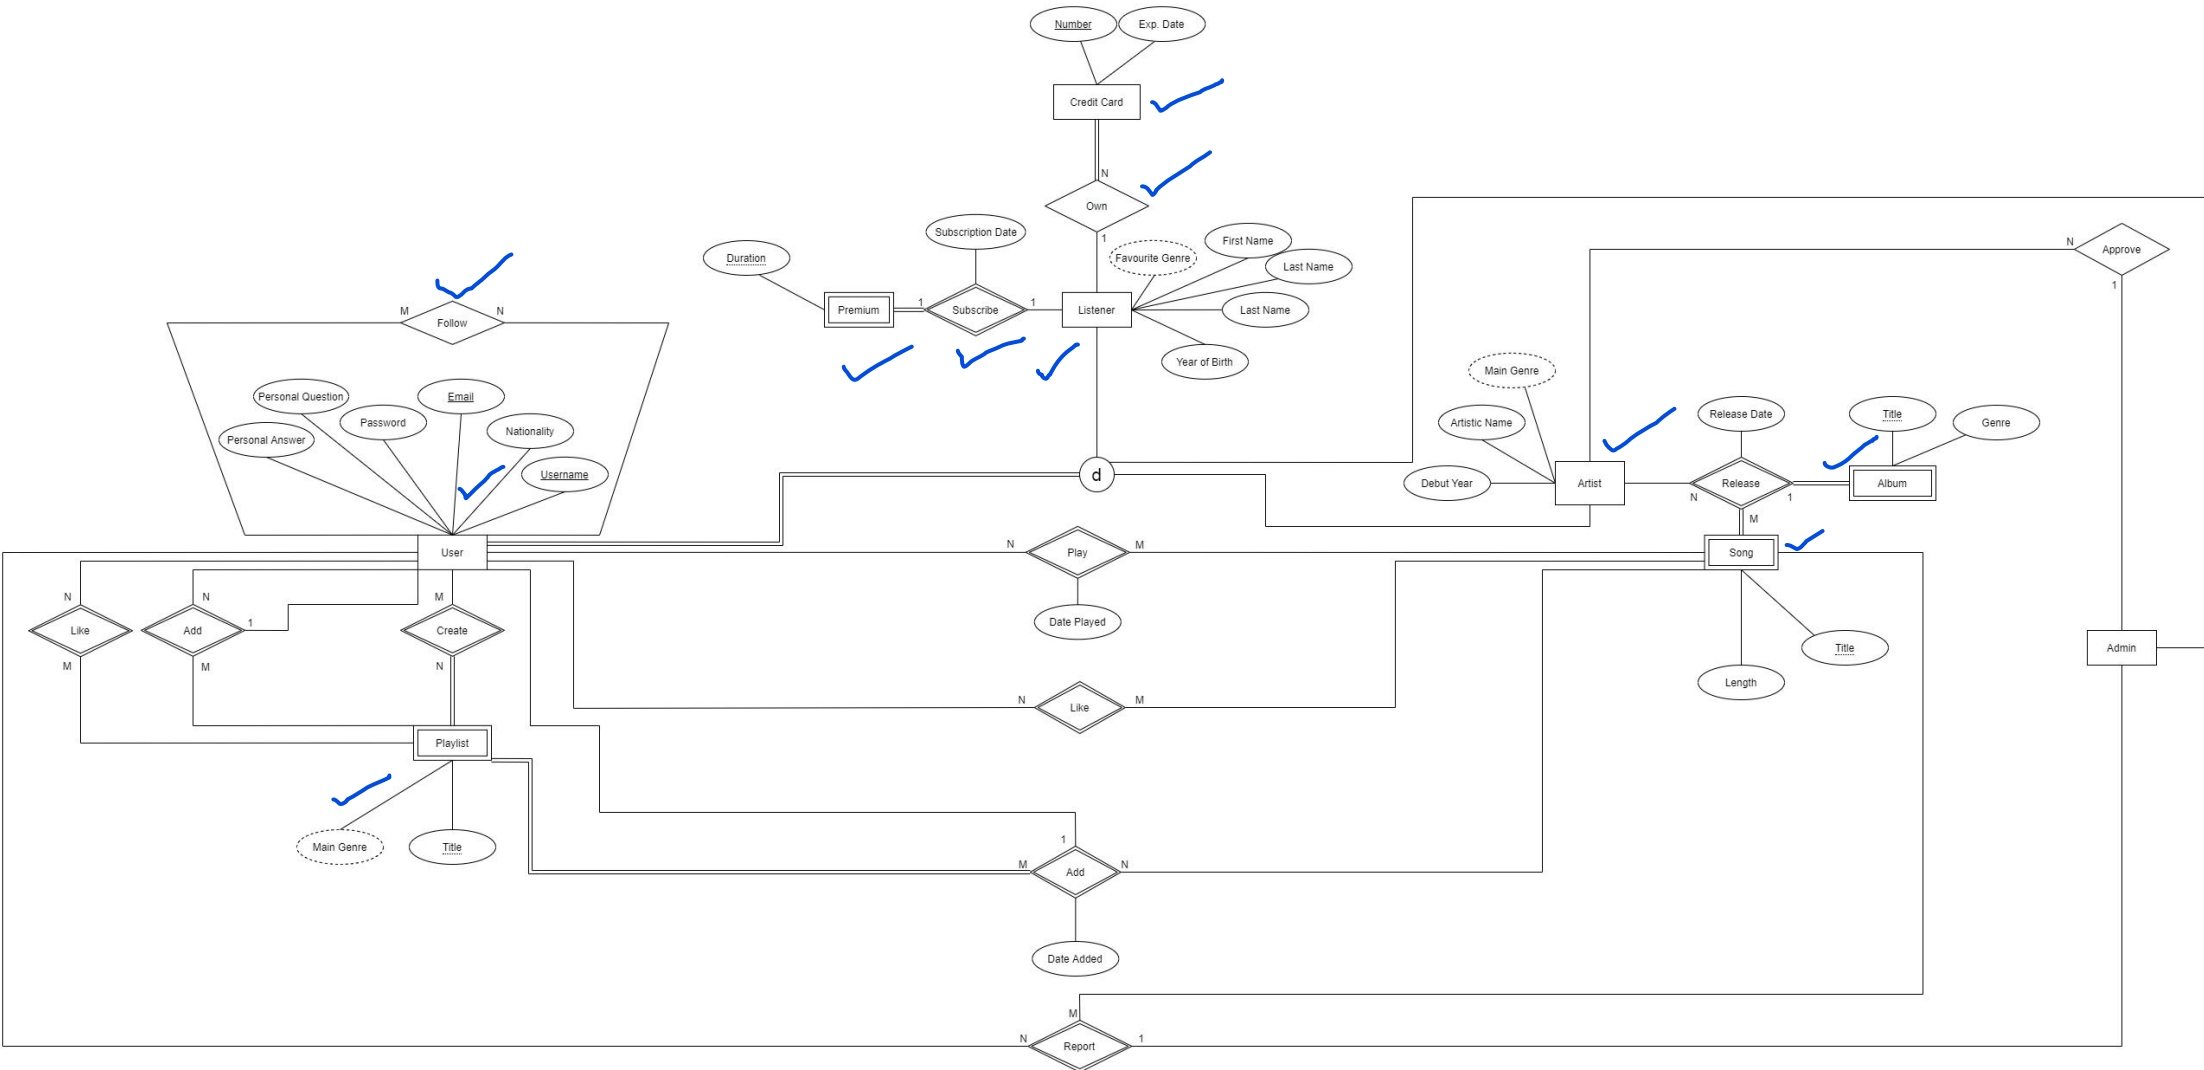 Number
Exp. Date
Credit Card
N
Own
1
Subscription Date
Duration
Premium
1
Subscribe
1
Listener
Favourite Genre
First Name
Last Name
Last Name
Year of Birth
N
Approve
1
M
Follow
N
Personal Question
Email
Password
Nationality
Personal Answer
Username
Main Genre
Artistic Name
Debut Year
Artist
Release Date
N
Release
1
M
Title
Genre
Album
d
User
N
Play
M
Date Played
Song
Length
Title
Admin
N
Like
M
N
Add
1
M
M
Create
N
N
Like
M
Playlist
Main Genre
Title
1
M
Add
N
Date Added
M
N
Report
1